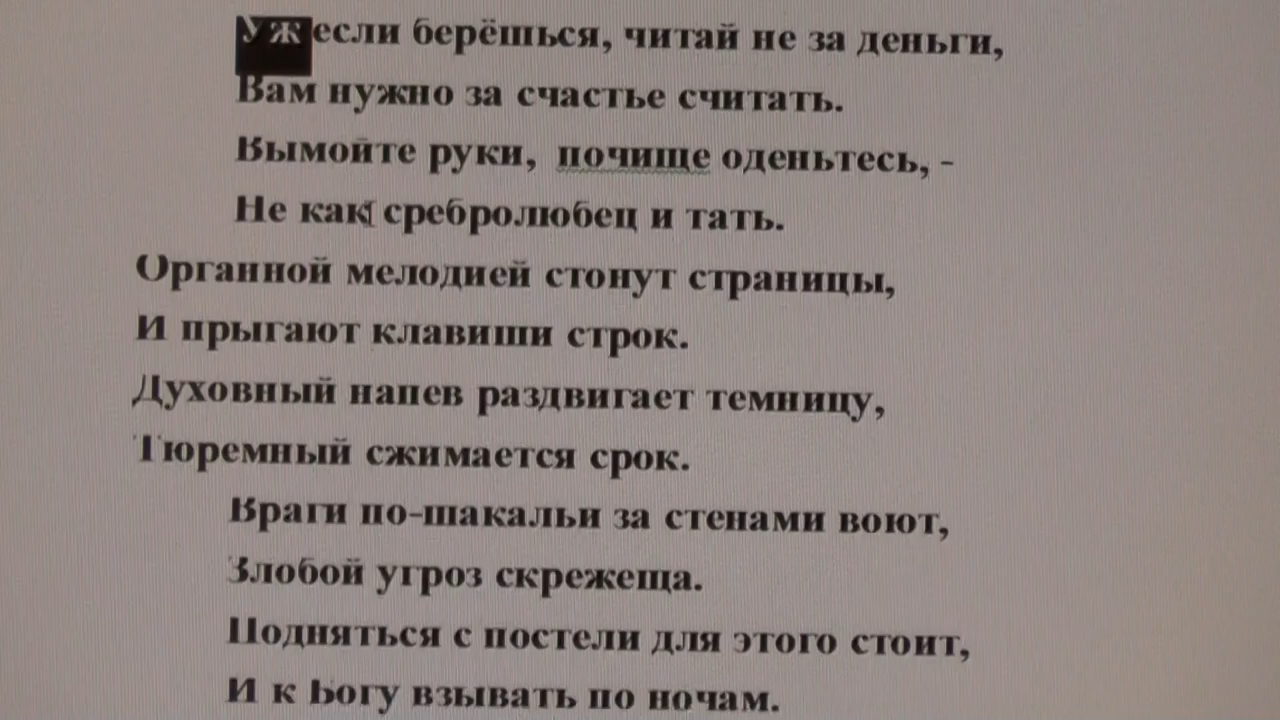 Уж если берёшься, читай не за деньги,
Вам нужно за счастье считать.
Вымойте руки, почище оденьтесь, -
Не как сребролюбец и тать.
Органной мелодией стонут страницы,
И прыгают клавиши строк.
Духовный напев раздвигает темницу,
Тюремный сжимается срок.
Враги по-шакальи за стенами воют,
Злобой угроз скрежеща.
Подняться с постели для этого стоит,
И к Богу взывать по ночам.